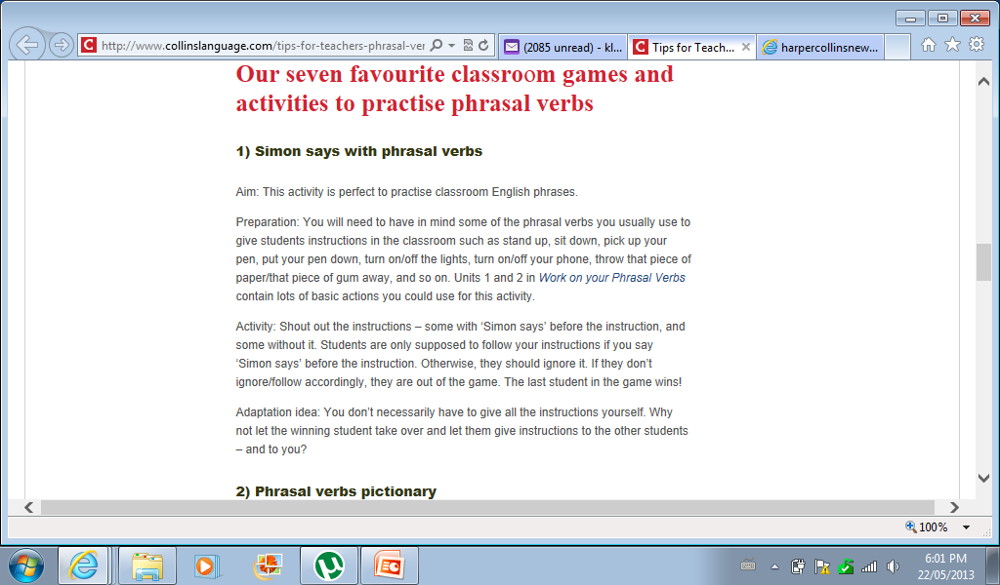 http://www.collinslanguage.com/tips-for-teachers-phrasal-ver
(2085 unread) - kl...
Tips for Teach...
harpercollinsnew...
Our seven favourite classroom games and
activities to practise phrasal verbs
1) Simon says with phrasal verbs
Aim: This activity is perfect to practise classroom English phrases.
Preparation: You will need to have in mind some of the phrasal verbs you usually use to
give students instructions in the classroom such as stand up, sit down, pick up your
pen, put your pen down, turn on/off the lights, turn on/off your phone, throw that piece of
paper/that piece of gum away, and so on. Units 1 and 2 in Work on your Phrasal Verbs
contain lots of basic actions you could use for this activity.
Activity: Shout out the instructions – some with ‘Simon says’ before the instruction, and
some without it. Students are only supposed to follow your instructions if you say
‘Simon says’ before the instruction. Otherwise, they should ignore it. If they don’t
ignore/follow accordingly, they are out of the game. The last student in the game wins!
Adaptation idea: You don’t necessarily have to give all the instructions yourself. Why
not let the winning student take over and let them give instructions to the other students
– and to you?
2) Phrasal verbs pictionary
100%
6:01 PM
22/05/2013